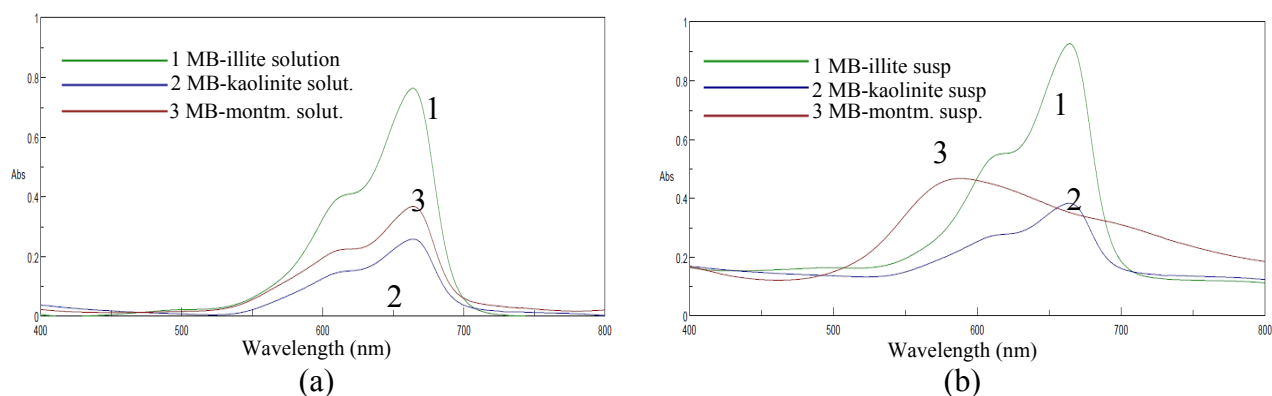 1
0.8
0.6
Abs
0.4
0.2
0
400
500
600
700
800
1 MB-illite solution
2 MB-kaolinite solut.
3 MB-montm. solut.
1
3
2
Wavelength (nm)
(a)
1
0.8
0.6
Abs
0.4
0.2
0
400
500
600
700
800
1 MB-illite susp
2 MB-kaolinite susp
3 MB-montm. susp.
1
3
2
Wavelength (nm)
(b)